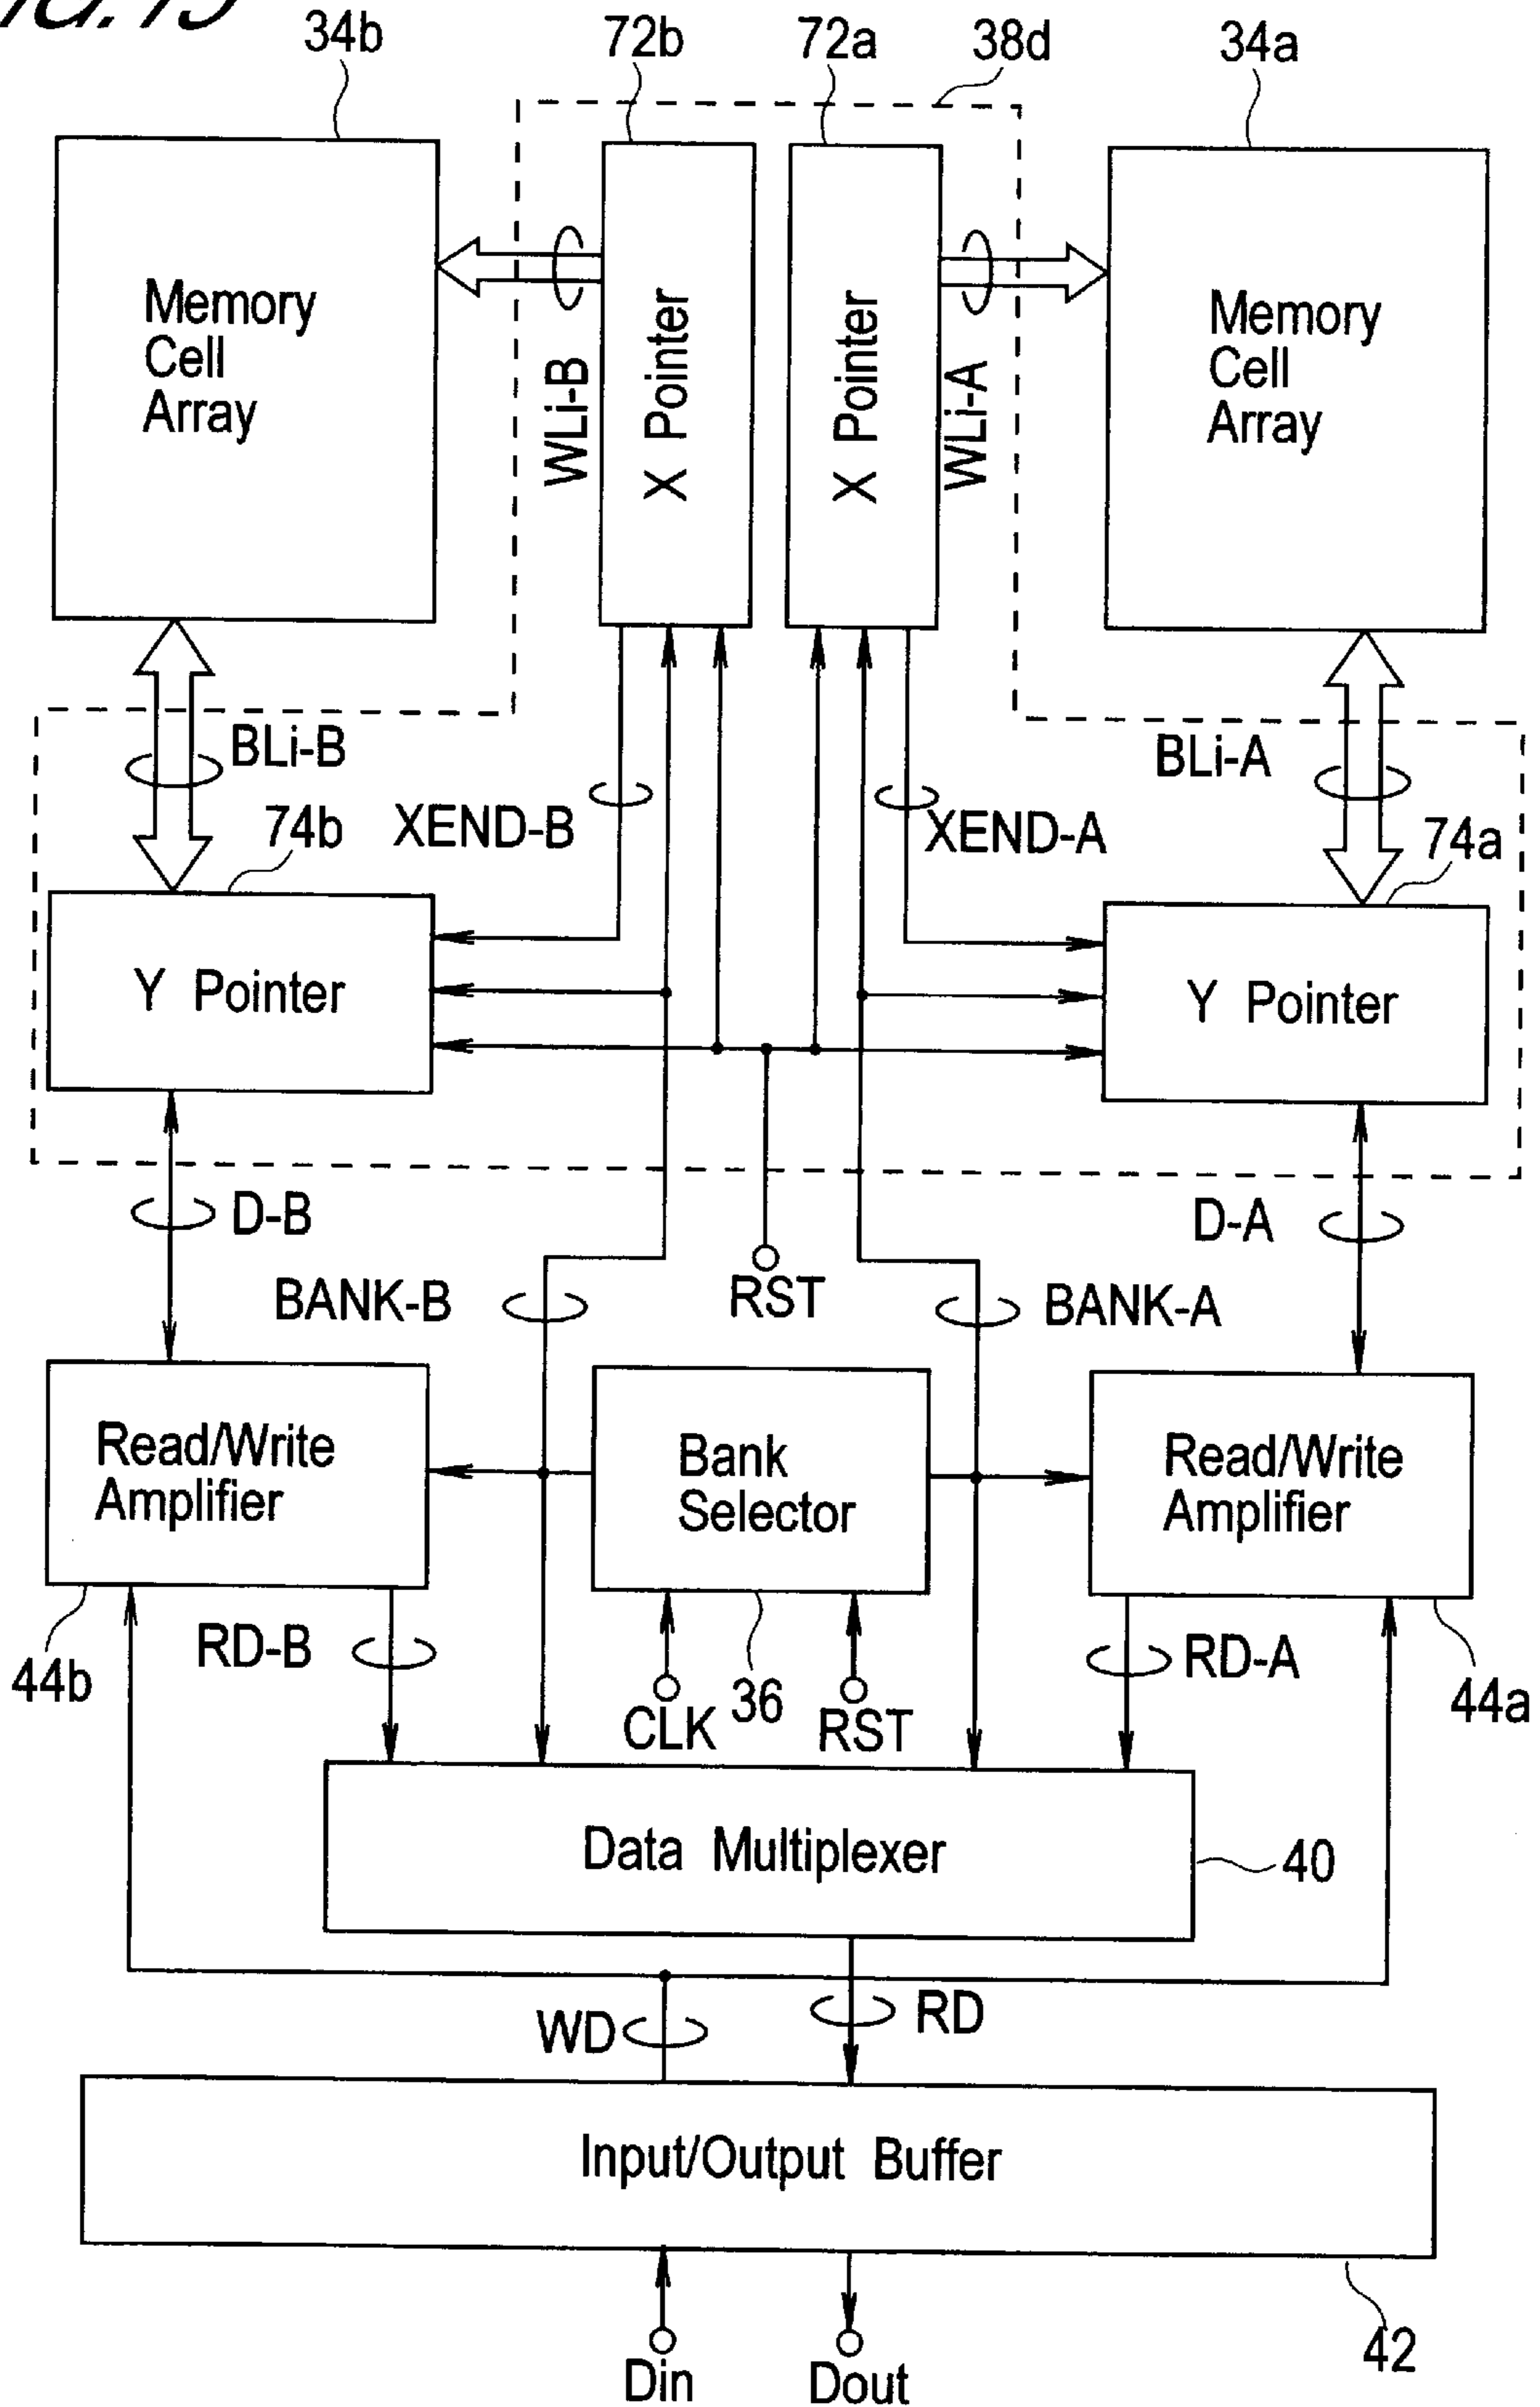 34b 72b 72a 38d 34a
Memory
Cell
Array
WLi-B
X Pointer
X Pointer
WLi-A
Memory
Cell
Array
BLi-B
BLi-A
74b
XEND-B
XEND-A
74a
Y Pointer
Y Pointer
D-B
D-A
BANK-B
RST
BANK-A
Read/Write
Amplifier
Bank
Selector
Read/Write
Amplifier
44b
RD-B
CLK
36
RST
RD-A
44a
Data Multiplexer
40
WD
RD
Input/Output Buffer
42
Din
Dout